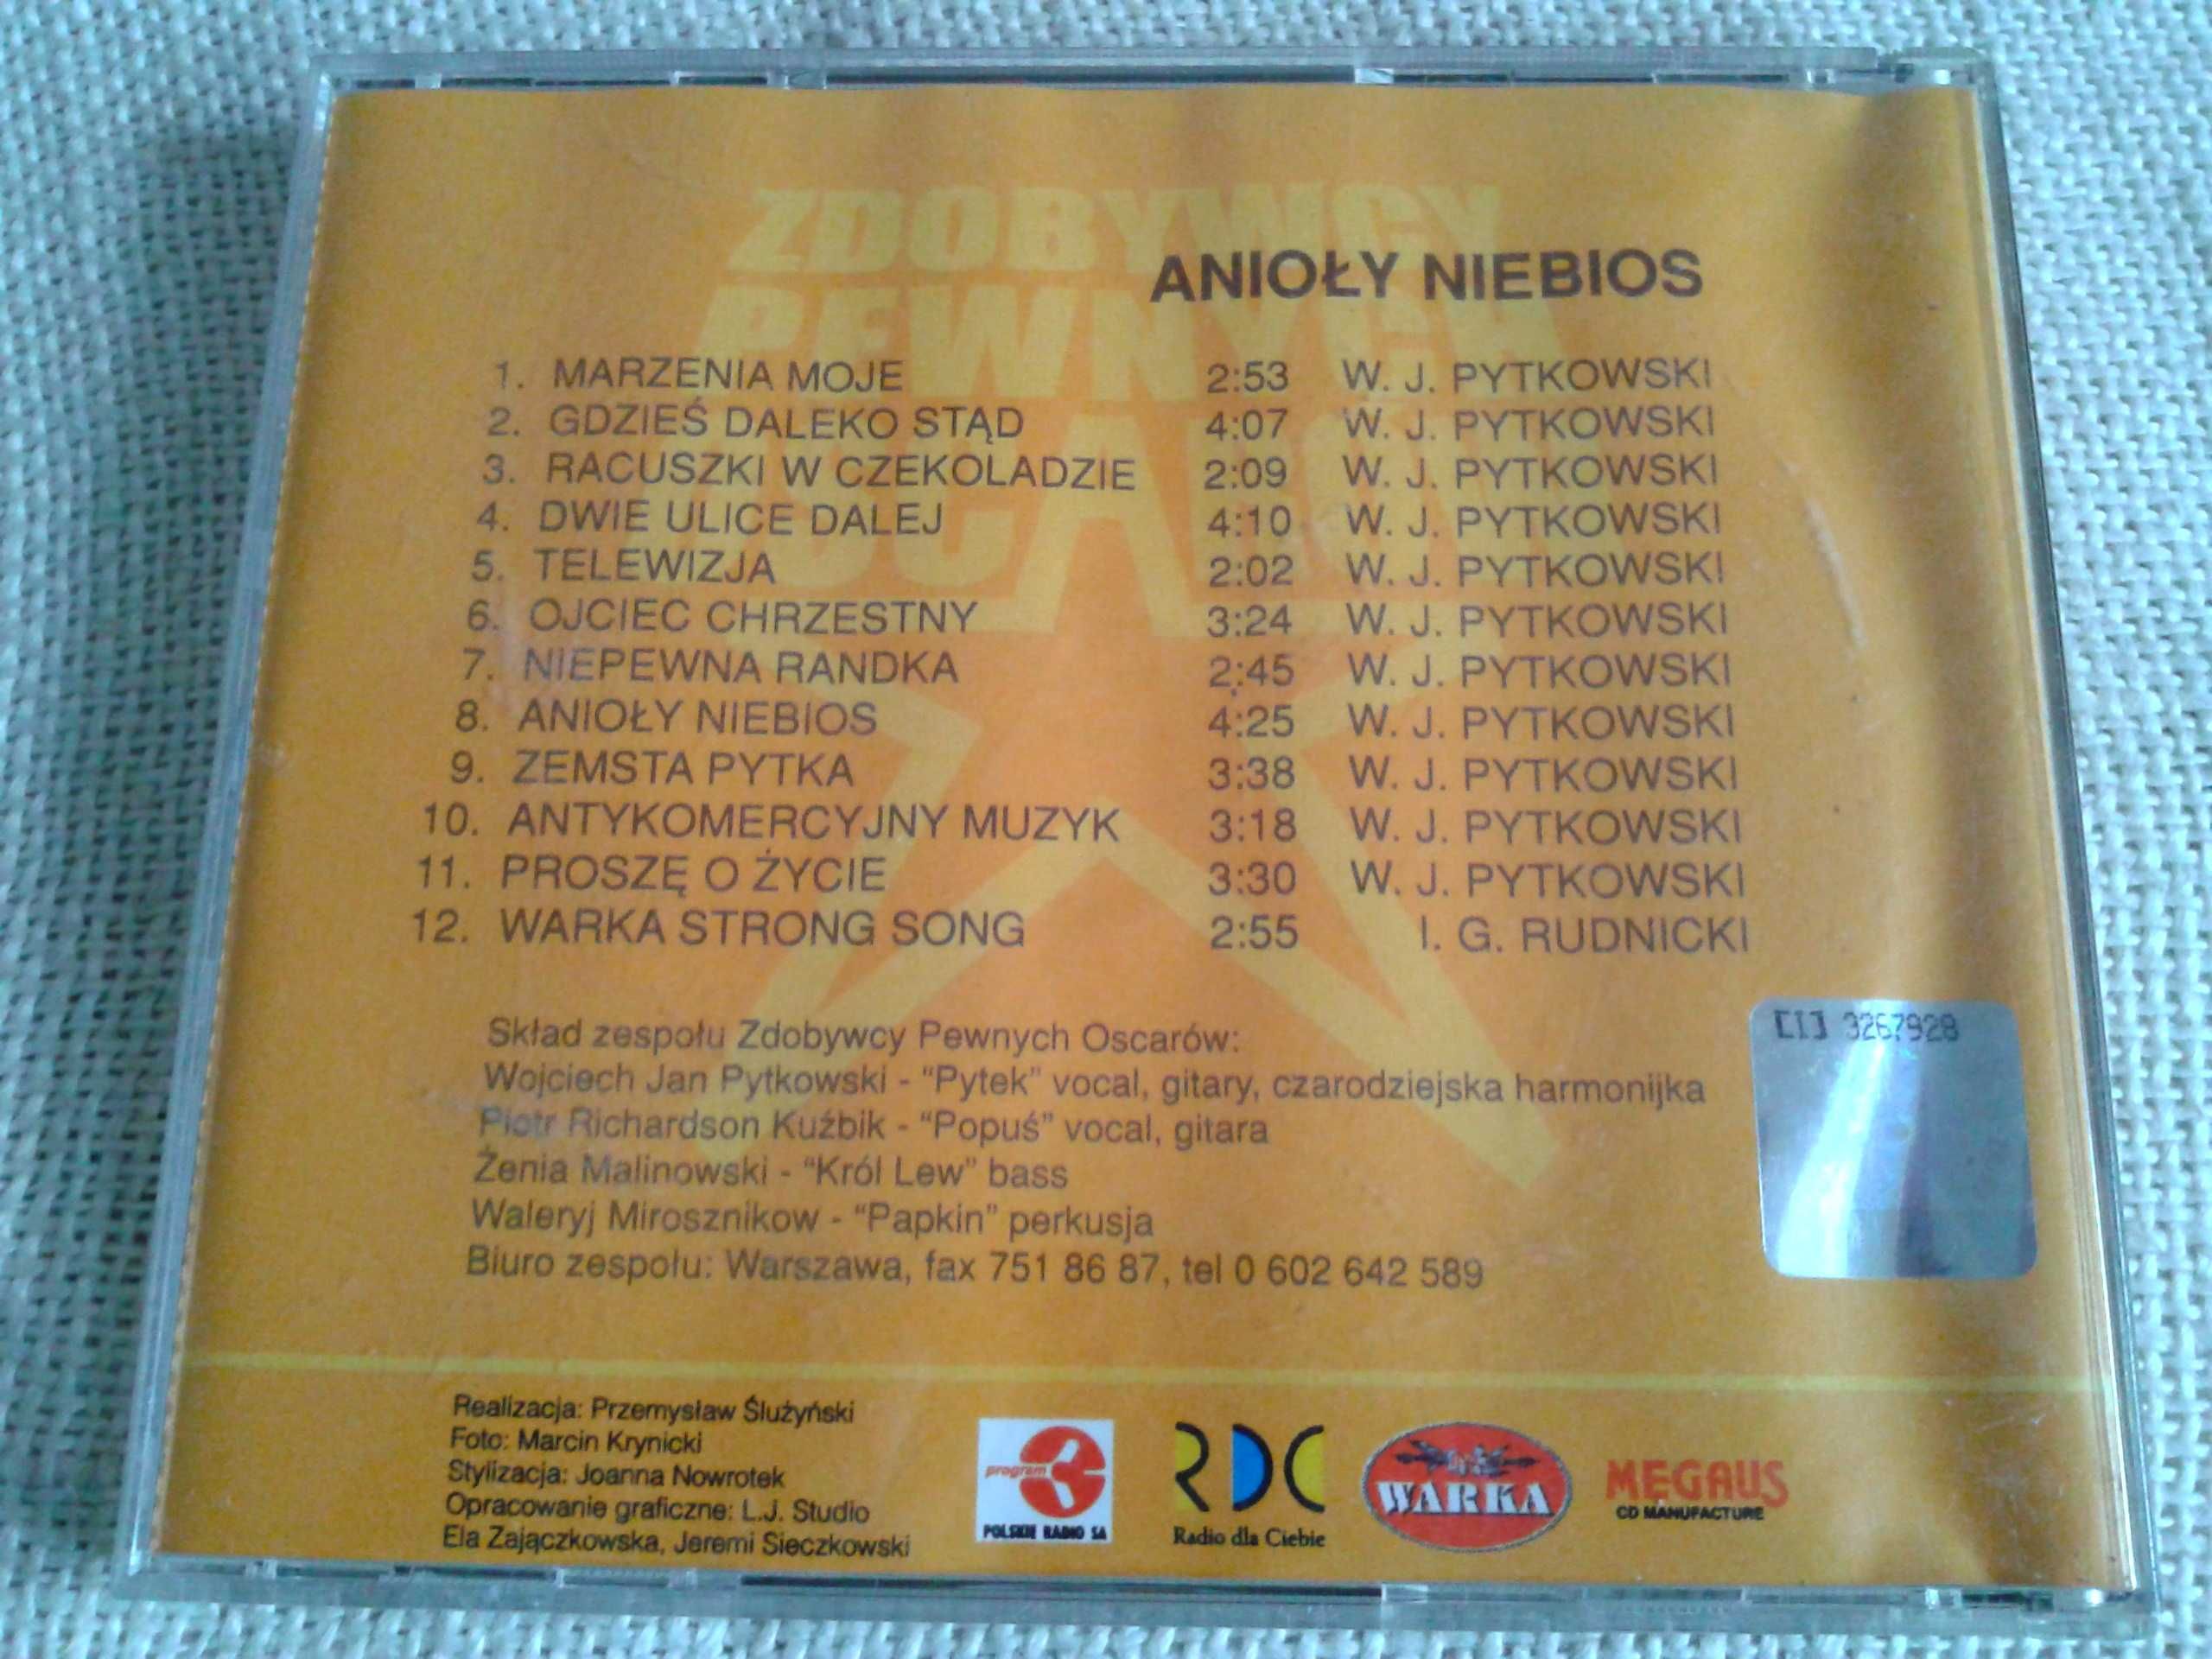 ZDOBYWCY
PEWNYCH
ANIOŁY NIEBIOS
1. MARZENIA MOJE 2:53 W. J. PYTKOWSKI
2. GDZIEŚ DALEKO STĄD 4:07 W. J. PYTKOWSKI
3. RACUSZKI W CZEKOLADZIE 2:09 W. J. PYTKOWSKI
4. DWIE ULICE DALEJ 4:10 W. J. PYTKOWSKI
5. TELEWIZJA 2:02 W. J. PYTKOWSKI
6. OJCIEC CHRZESTNY 3:24 W. J. PYTKOWSKI
7. NIEPEWNA RANDKA 2:45 W. J. PYTKOWSKI
8. ANIOŁY NIEBIOS 4:25 W. J. PYTKOWSKI
9. ZEMSTA PYTKA 3:38 W. J. PYTKOWSKI
10. ANTYKOMERCYJNY MUZYK 3:18 W. J. PYTKOWSKI
11. PROSZĘ O ŻYCIE 3:30 W. J. PYTKOWSKI
12. WARKA STRONG SONG 2:55 I. G. RUDNICKI
Skład zespołu Zdobywcy Pewnych Oscarów:
Wojciech Jan Pytkowski - “Pytek” vocal, gitary, czarodziejska harmonijka
Piotr Richardson Kuźbik - “Popuś” vocal, gitara
Żenia Malinowski - “Król Lew” bass
Waleryj Mirosznikow - “Papkin” perkusja
Biuro zespołu: Warszawa, fax 751 86 87, tel 0 602 642 589
[I] 3267928
Realizacja: Przemysław Ślużyński
Foto: Marcin Krynicki
Stylizacja: Joanna Nowrotek
Opracowanie graficzne: L.J. Studio
Ela Zajączkowska, Jeremi Sieczkowski
program 3
POLSKIE RADIO SA
RDC
Radio dla Ciebie
WARKA
MEGAUS
CD MANUFACTURE